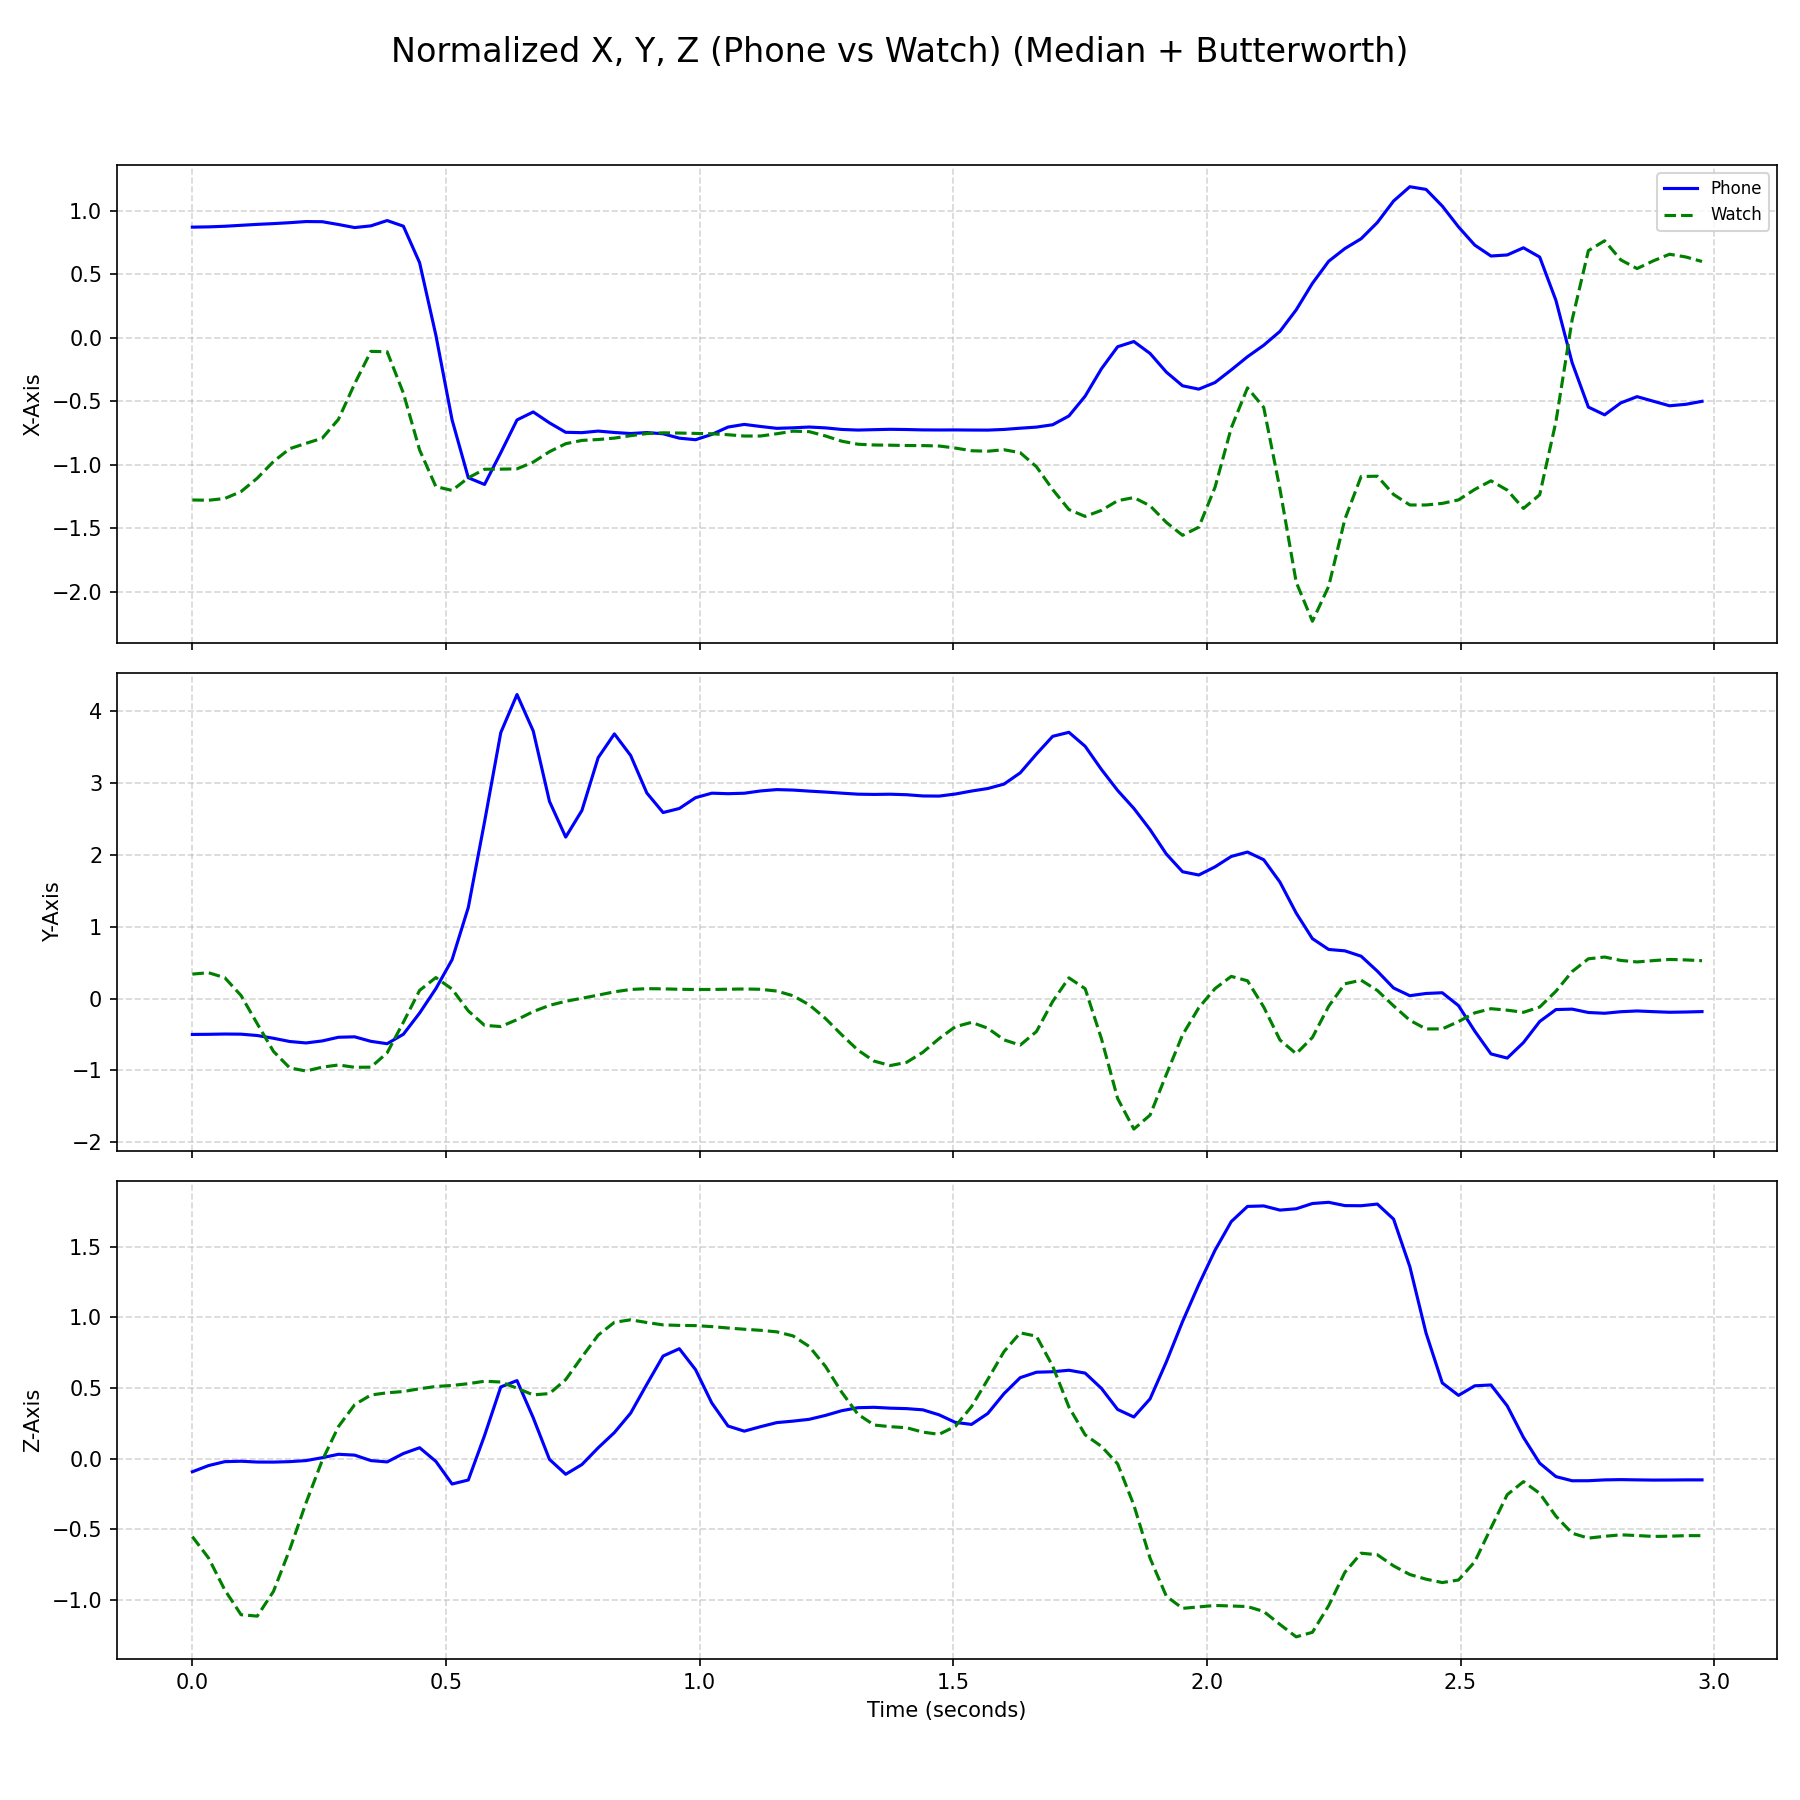 Normalized X, Y, Z (Phone vs Watch) (Median + Butterworth)
Phone
Watch
1.0
0.5
0.0
−0.5
−1.0
−1.5
−2.0
X-Axis
4
3
2
1
0
−1
−2
Y-Axis
1.5
1.0
0.5
0.0
−0.5
−1.0
Z-Axis
0.0 0.5 1.0 1.5 2.0 2.5 3.0
Time (seconds)